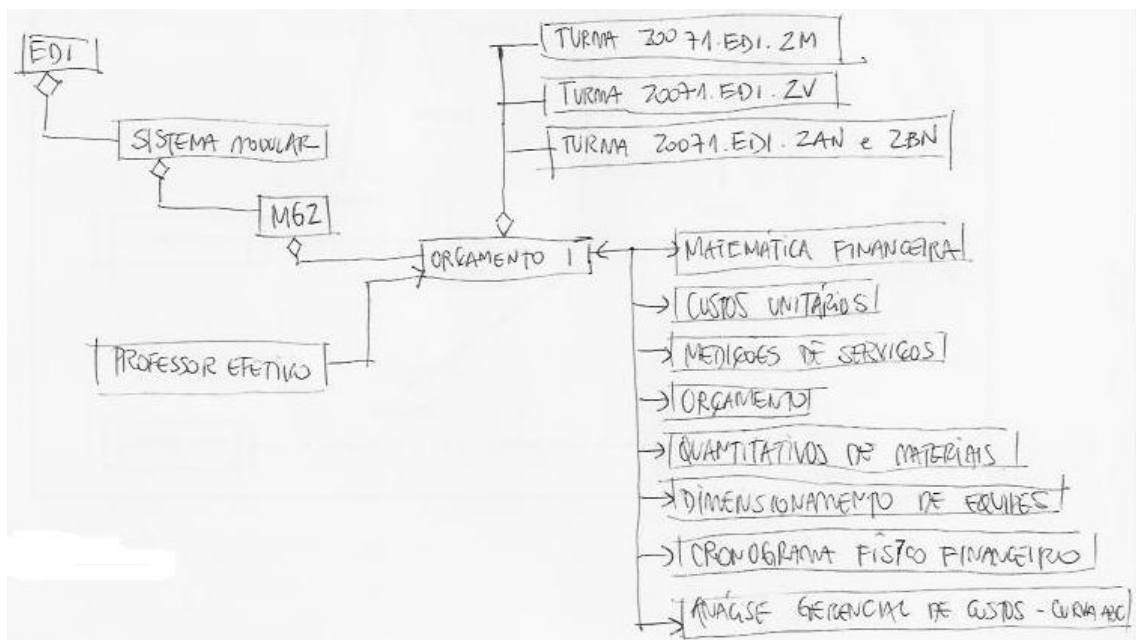 EDI
SISTEMA MODULAR
MG2
ORÇAMENTO I
PROFESSOR EFETIVO
TURMA 20071.EDI.2M
TURMA 20071.EDI.2V
TURMA 20071.EDI.2AN e 2BN
MATEMÁTICA FINANCEIRA
CUSTOS UNITÁRIOS
MEDIÇOES DE SERVIÇOS
ORÇAMENTO
QUANTITATIVOS DE MATERIAIS
DIMENSIONAMENTO DE EQUIPES
CRONOGRAMA FÍSICO FINANCEIRO
ANÁLISE GERENCIAL DE CUSTOS - CURVA ABC